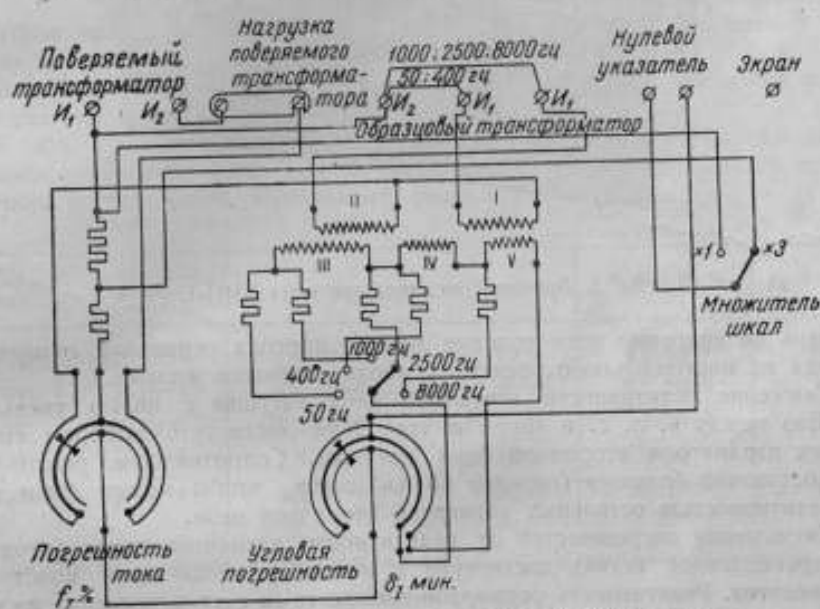 Поверяемый
трансформатор
Нагрузка
поверяемого
трансформа-
тора
1000; 2500; 8000 гц
50; 400 гц
Нулевой
указатель
Экран
И₁
И₂
И₂
И₁
И₁
Образцовый трансформатор
II
I
III
IV
V
×1
×3
Множитель
шкал
1000 гц
400 гц
50 гц
2500 гц
8000 гц
Погрешность
тока
f₁ %
Угловая
погрешность
δ₁ мин.